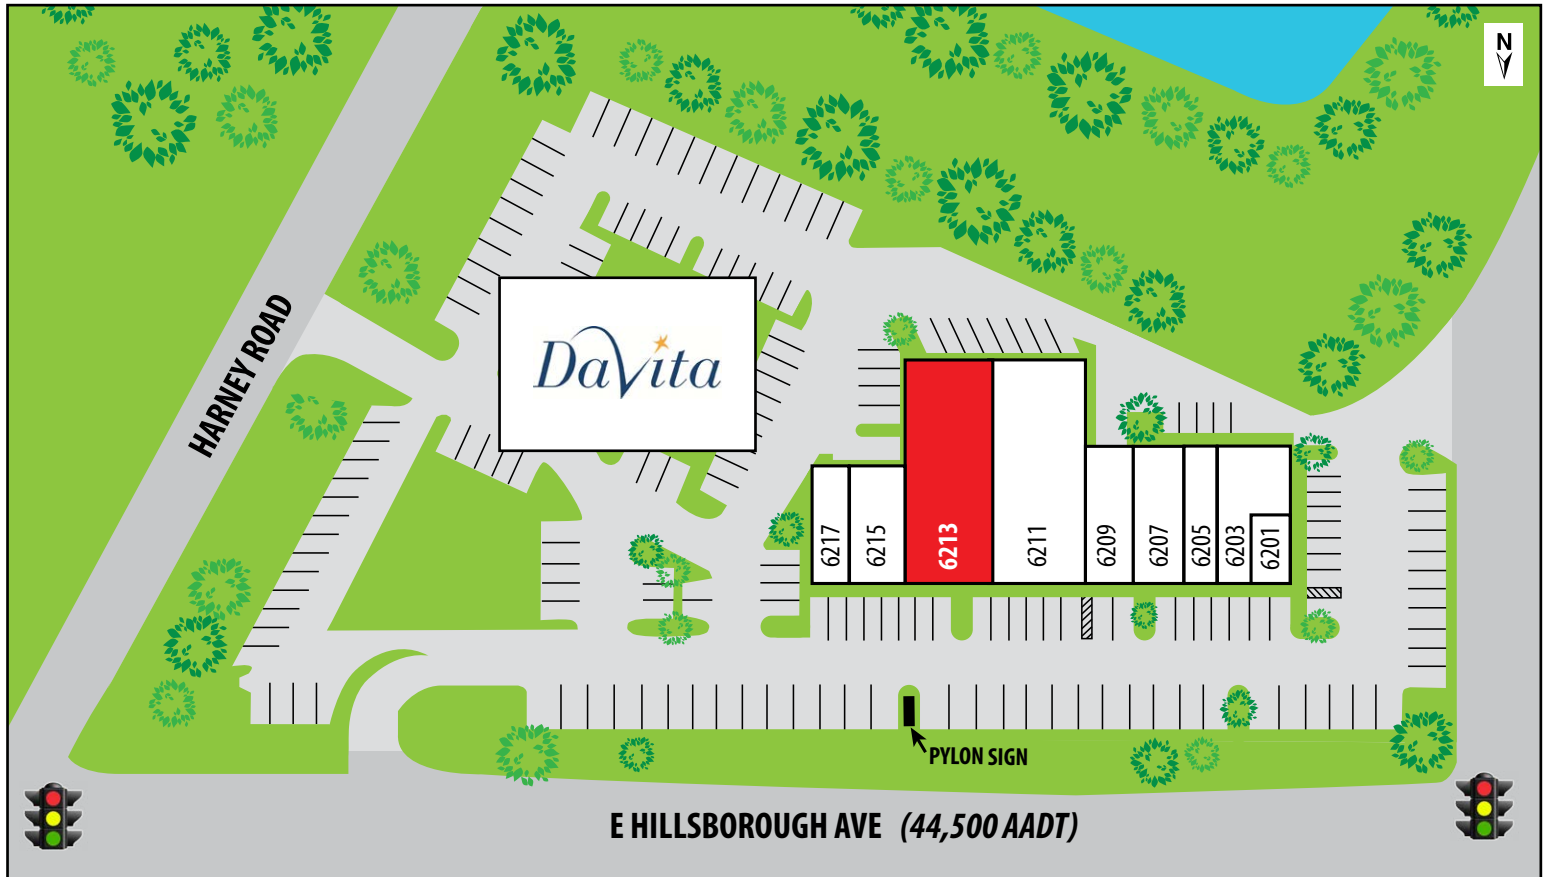 N
HARNEY ROAD
DaVita
6217
6215
6213
6211
6209
6207
6205
6203
6201
PYLON SIGN
E HILLSBOROUGH AVE (44,500 AADT)